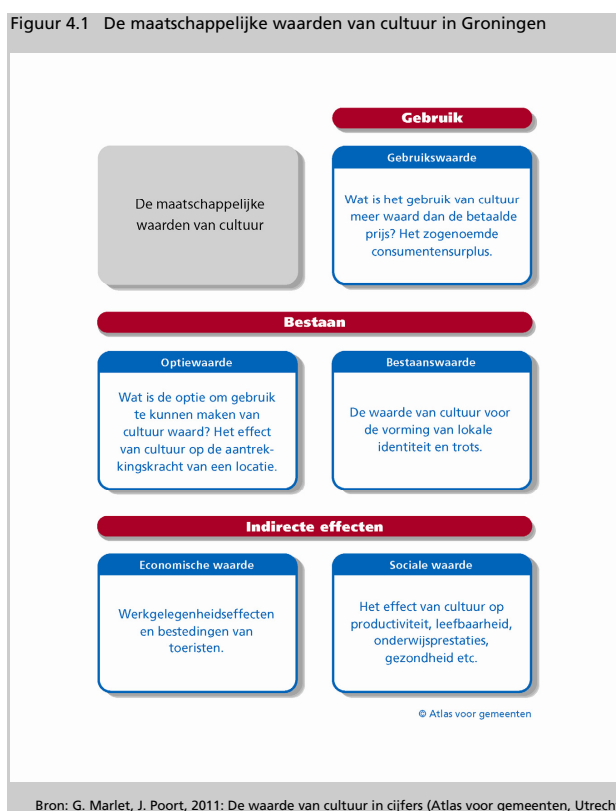 Figuur 4.1 De maatschappelijke waarden van cultuur in Groningen
Gebruik
De maatschappelijke
waarden van cultuur
Gebruikswaarde
Wat is het gebruik van cultuur
meer waard dan de betaalde
prijs? Het zogenoemde
consumentensurplus.
Bestaan
Optiewaarde
Wat is de optie om gebruik
te kunnen maken van
cultuur waard? Het effect
van cultuur op de aantrek-
kingskracht van een locatie.
Bestaanswaarde
De waarde van cultuur voor
de vorming van lokale
identiteit en trots.
Indirecte effecten
Economische waarde
Werkgelegenheidseffecten
en bestedingen van
toeristen.
Sociale waarde
Het effect van cultuur op
productiviteit, leefbaarheid,
onderwijsprestaties,
gezondheid etc.
© Atlas voor gemeenten
Bron: G. Marlet, J. Poort, 2011: De waarde van cultuur in cijfers (Atlas voor gemeenten, Utrech